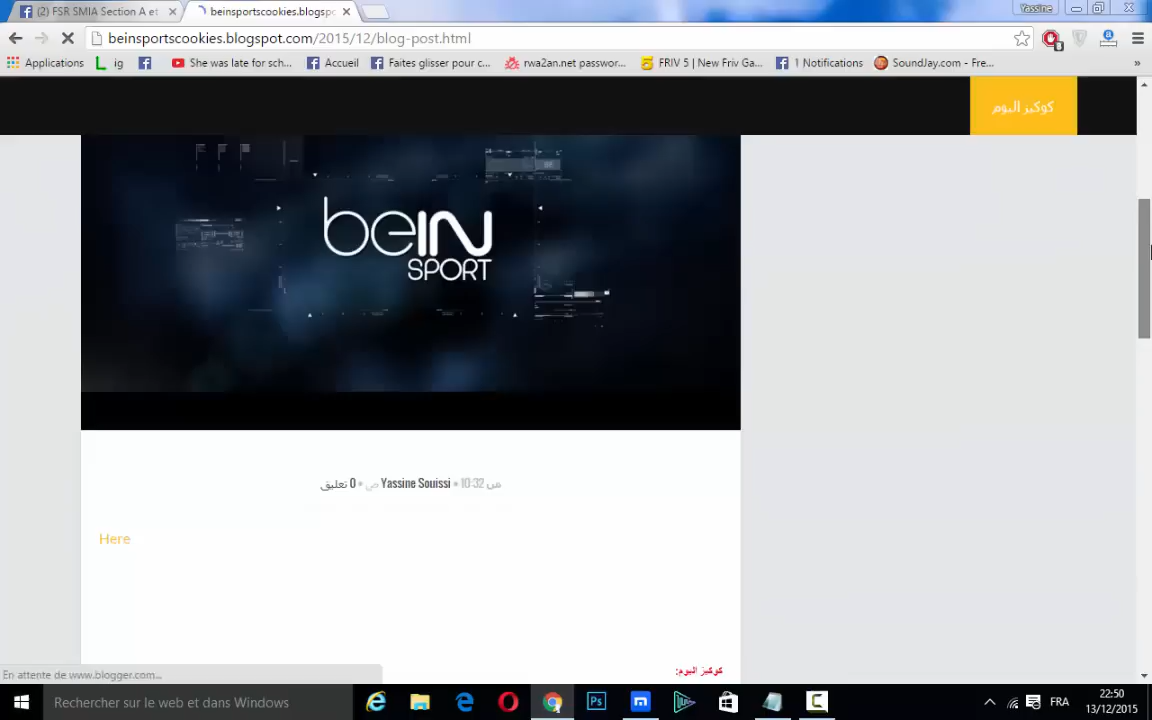 (2) FSR SMIA Section A et
beinsportscookies.blogspo
Yassine
beinsportscookies.blogspot.com/2015/12/blog-post.html
Applications
ig
She was late for sch...
Accueil
Faites glisser pour c...
rwa2an.net passwor...
FRIV 5 | New Friv Ga...
1 Notifications
SoundJay.com - Fre...
»
كوكيز اليوم
beIN
SPORT
من 10:32 • Yassine Souissi ص • 0 تعليق
Here
كوكيز اليوم:
En attente de www.blogger.com...
Rechercher sur le web et dans Windows
FRA
22:50
13/12/2015